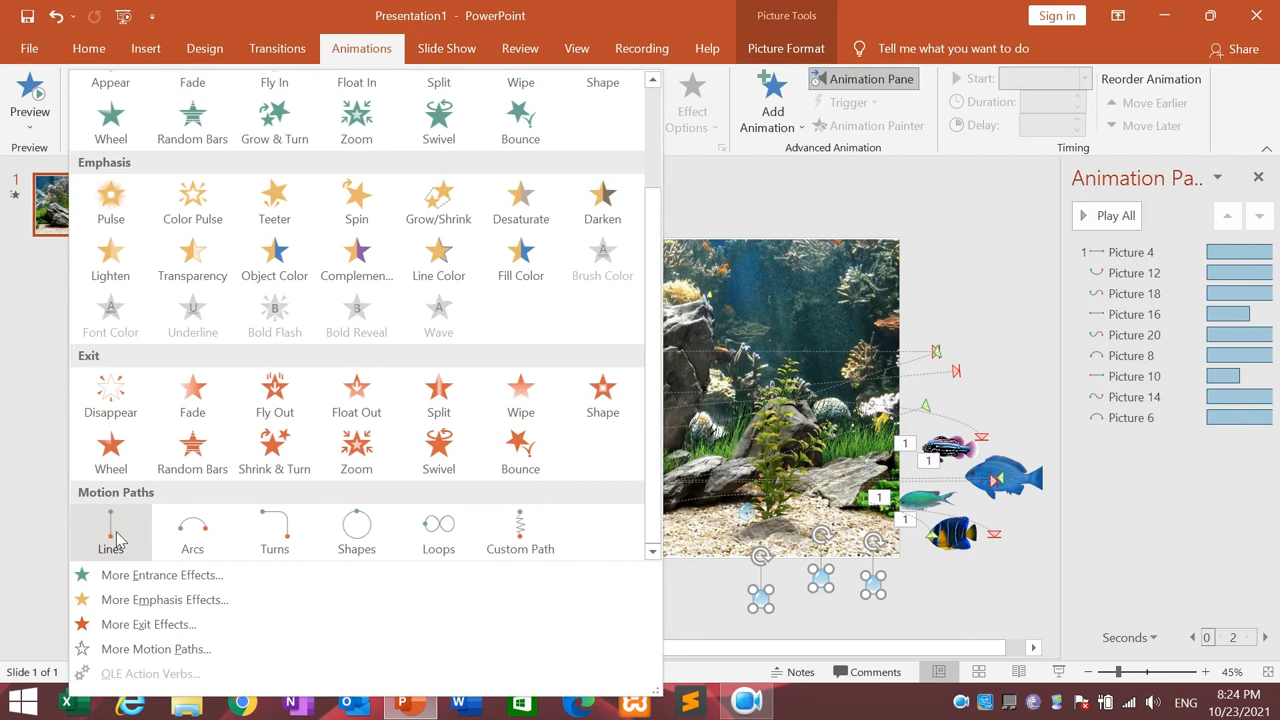 Presentation1 - PowerPoint
Picture Tools
Sign in
File
Home
Insert
Design
Transitions
Animations
Slide Show
Review
View
Recording
Help
Picture Format
Tell me what you want to do
Share
Preview
Preview
Appear
Fade
Fly In
Float In
Split
Wipe
Shape
Wheel
Random Bars
Grow & Turn
Zoom
Swivel
Bounce
Emphasis
Pulse
Color Pulse
Teeter
Spin
Grow/Shrink
Desaturate
Darken
Lighten
Transparency
Object Color
Complemen...
Line Color
Fill Color
Brush Color
Font Color
Underline
Bold Flash
Bold Reveal
Wave
Exit
Disappear
Fade
Fly Out
Float Out
Split
Wipe
Shape
Wheel
Random Bars
Shrink & Turn
Zoom
Swivel
Bounce
Motion Paths
Lines
Arcs
Turns
Shapes
Loops
Custom Path
More Entrance Effects...
More Emphasis Effects...
More Exit Effects...
More Motion Paths...
OLE Action Verbs...
Effect
Options
Add
Animation
Animation Pane
Trigger
Animation Painter
Advanced Animation
Start:
Duration:
Delay:
Reorder Animation
Move Earlier
Move Later
Timing
1
Animation Pa..
Play All
1 Picture 4
Picture 12
Picture 18
Picture 16
Picture 20
Picture 8
Picture 10
Picture 14
Picture 6
1
1
1
1
Seconds
0 2
Slide 1 of 1
Notes
Comments
45%
ENG
8:24 PM
10/23/2021